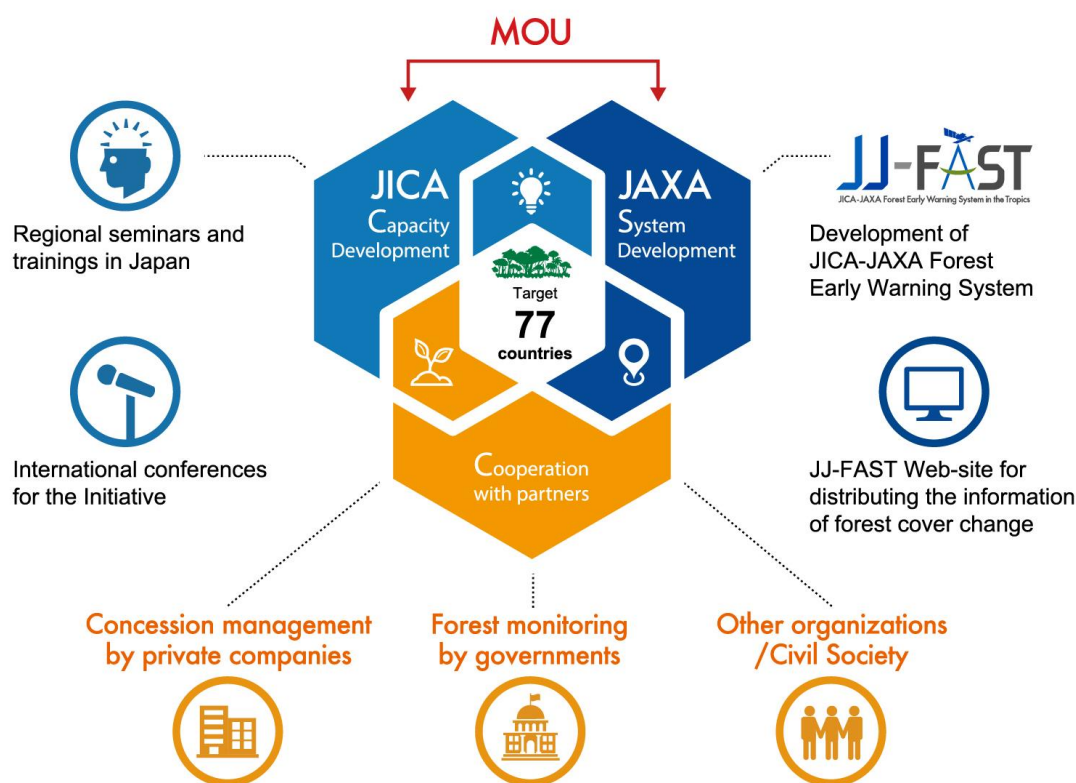 MOU
JICA
Capacity
Development
JAXA
System
Development
Target
77
countries
Cooperation
with partners
Regional seminars and
trainings in Japan
International conferences
for the Initiative
JJ-FAST
JICA-JAXA Forest Early Warning System in the Tropics
Development of
JICA-JAXA Forest
Early Warning System
JJ-FAST Web-site for
distributing the information
of forest cover change
Concession management
by private companies
Forest monitoring
by governments
Other organizations
/Civil Society